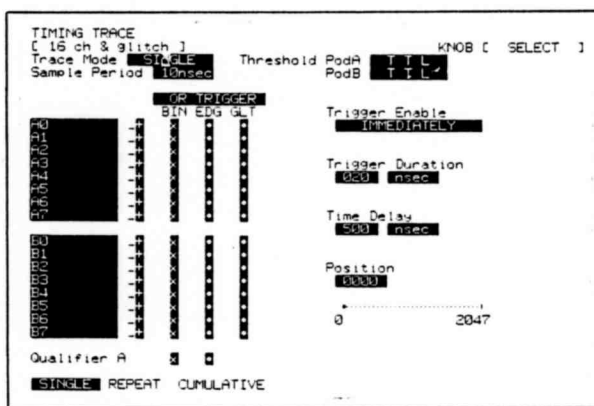 TIMING TRACE
[ 16 ch & glitch ]
KNOB [ SELECT ]
Trace Mode SINGLE
Threshold PodA TTL
Sample Period 10nsec
PodB TTL
OR TRIGGER
BIN EDG GLT
Trigger Enable
IMMEDIATELY
A0 _+ x • •
A1 _+ x • •
A2 _+ x • •
A3 _+ x • •
A4 _+ x • •
A5 _+ x • •
A6 _+ x • •
A7 _+ x • •
Trigger Duration
020 nsec
Time Delay
500 nsec
B0 _+ x • •
B1 _+ x • •
B2 _+ x • •
B3 _+ x • •
B4 _+ x • •
B5 _+ x • •
B6 _+ x • •
B7 _+ x • •
Position
0000
0 2047
Qualifier A x •
SINGLE REPEAT CUMULATIVE